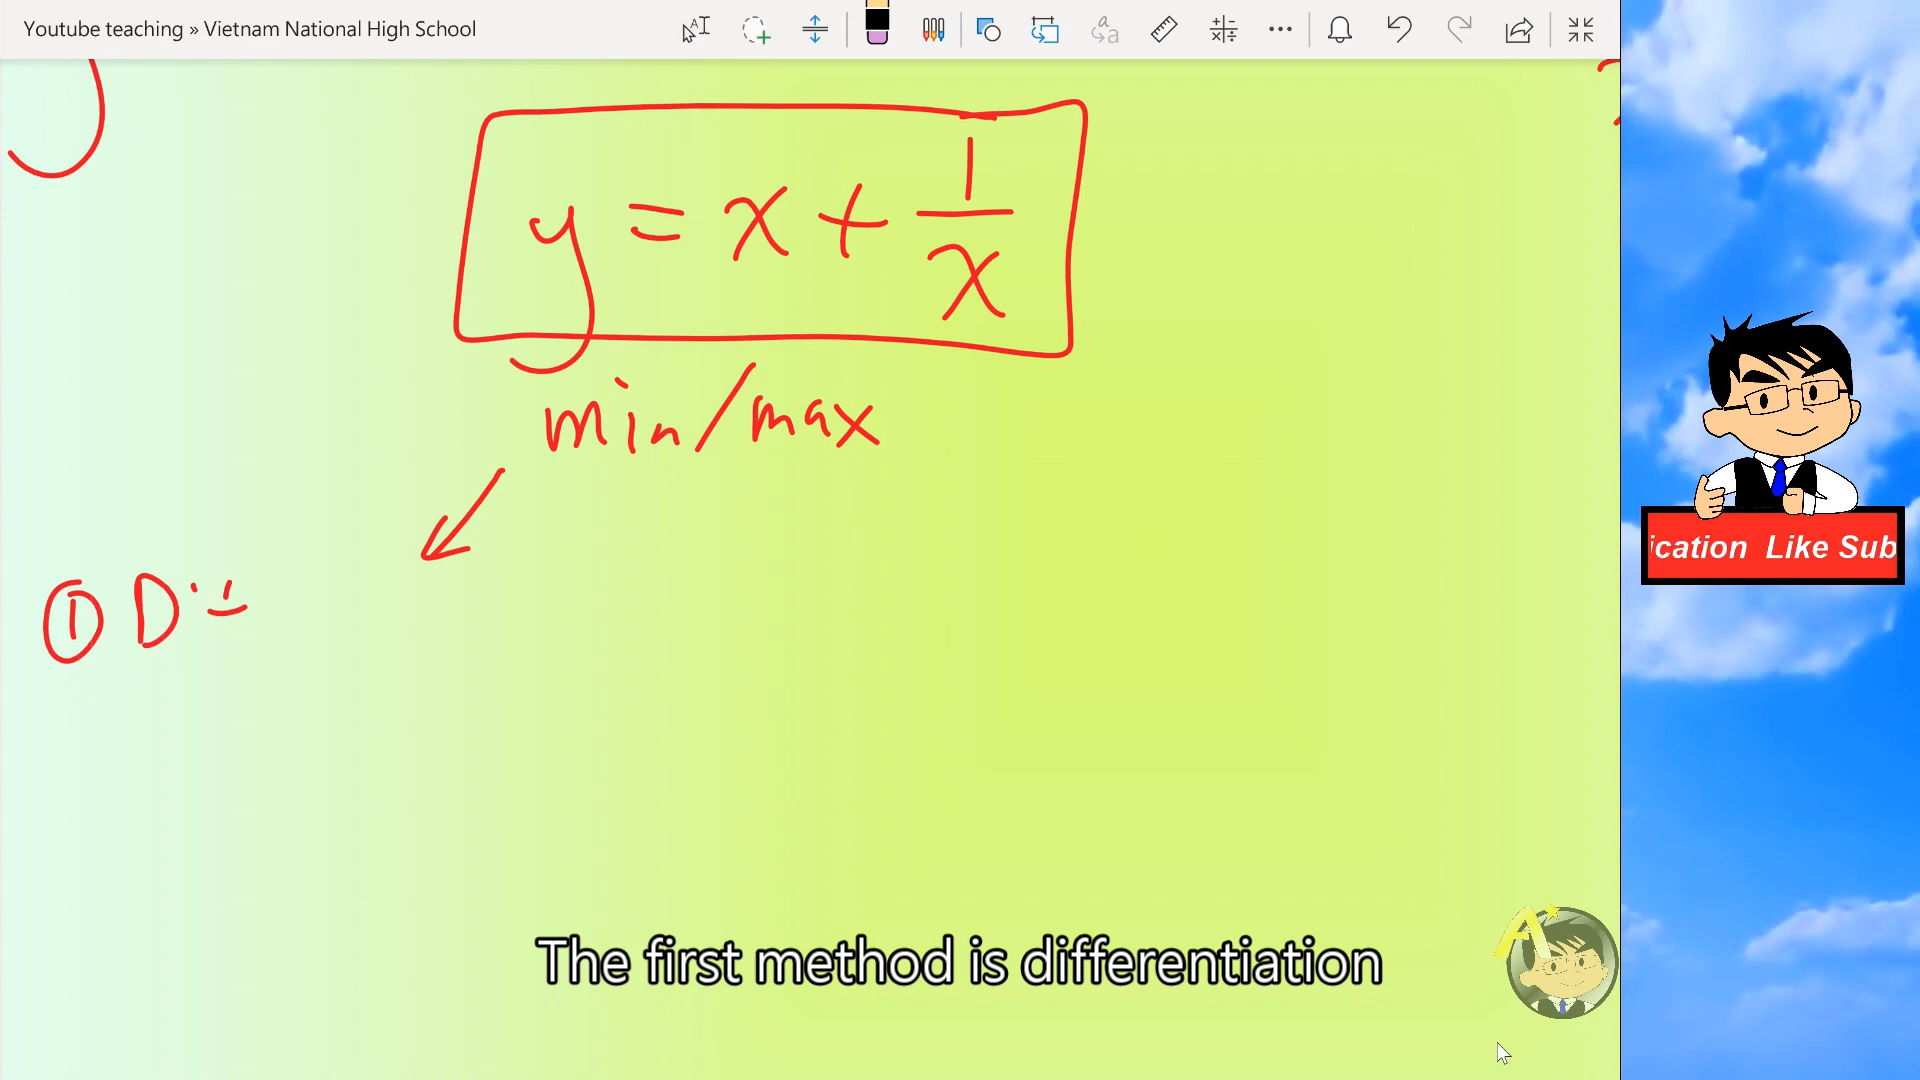 Youtube teaching » Vietnam National High School
y = x + 1/x
min/max
ication Like Sub
① D
The first method is differentiation
A